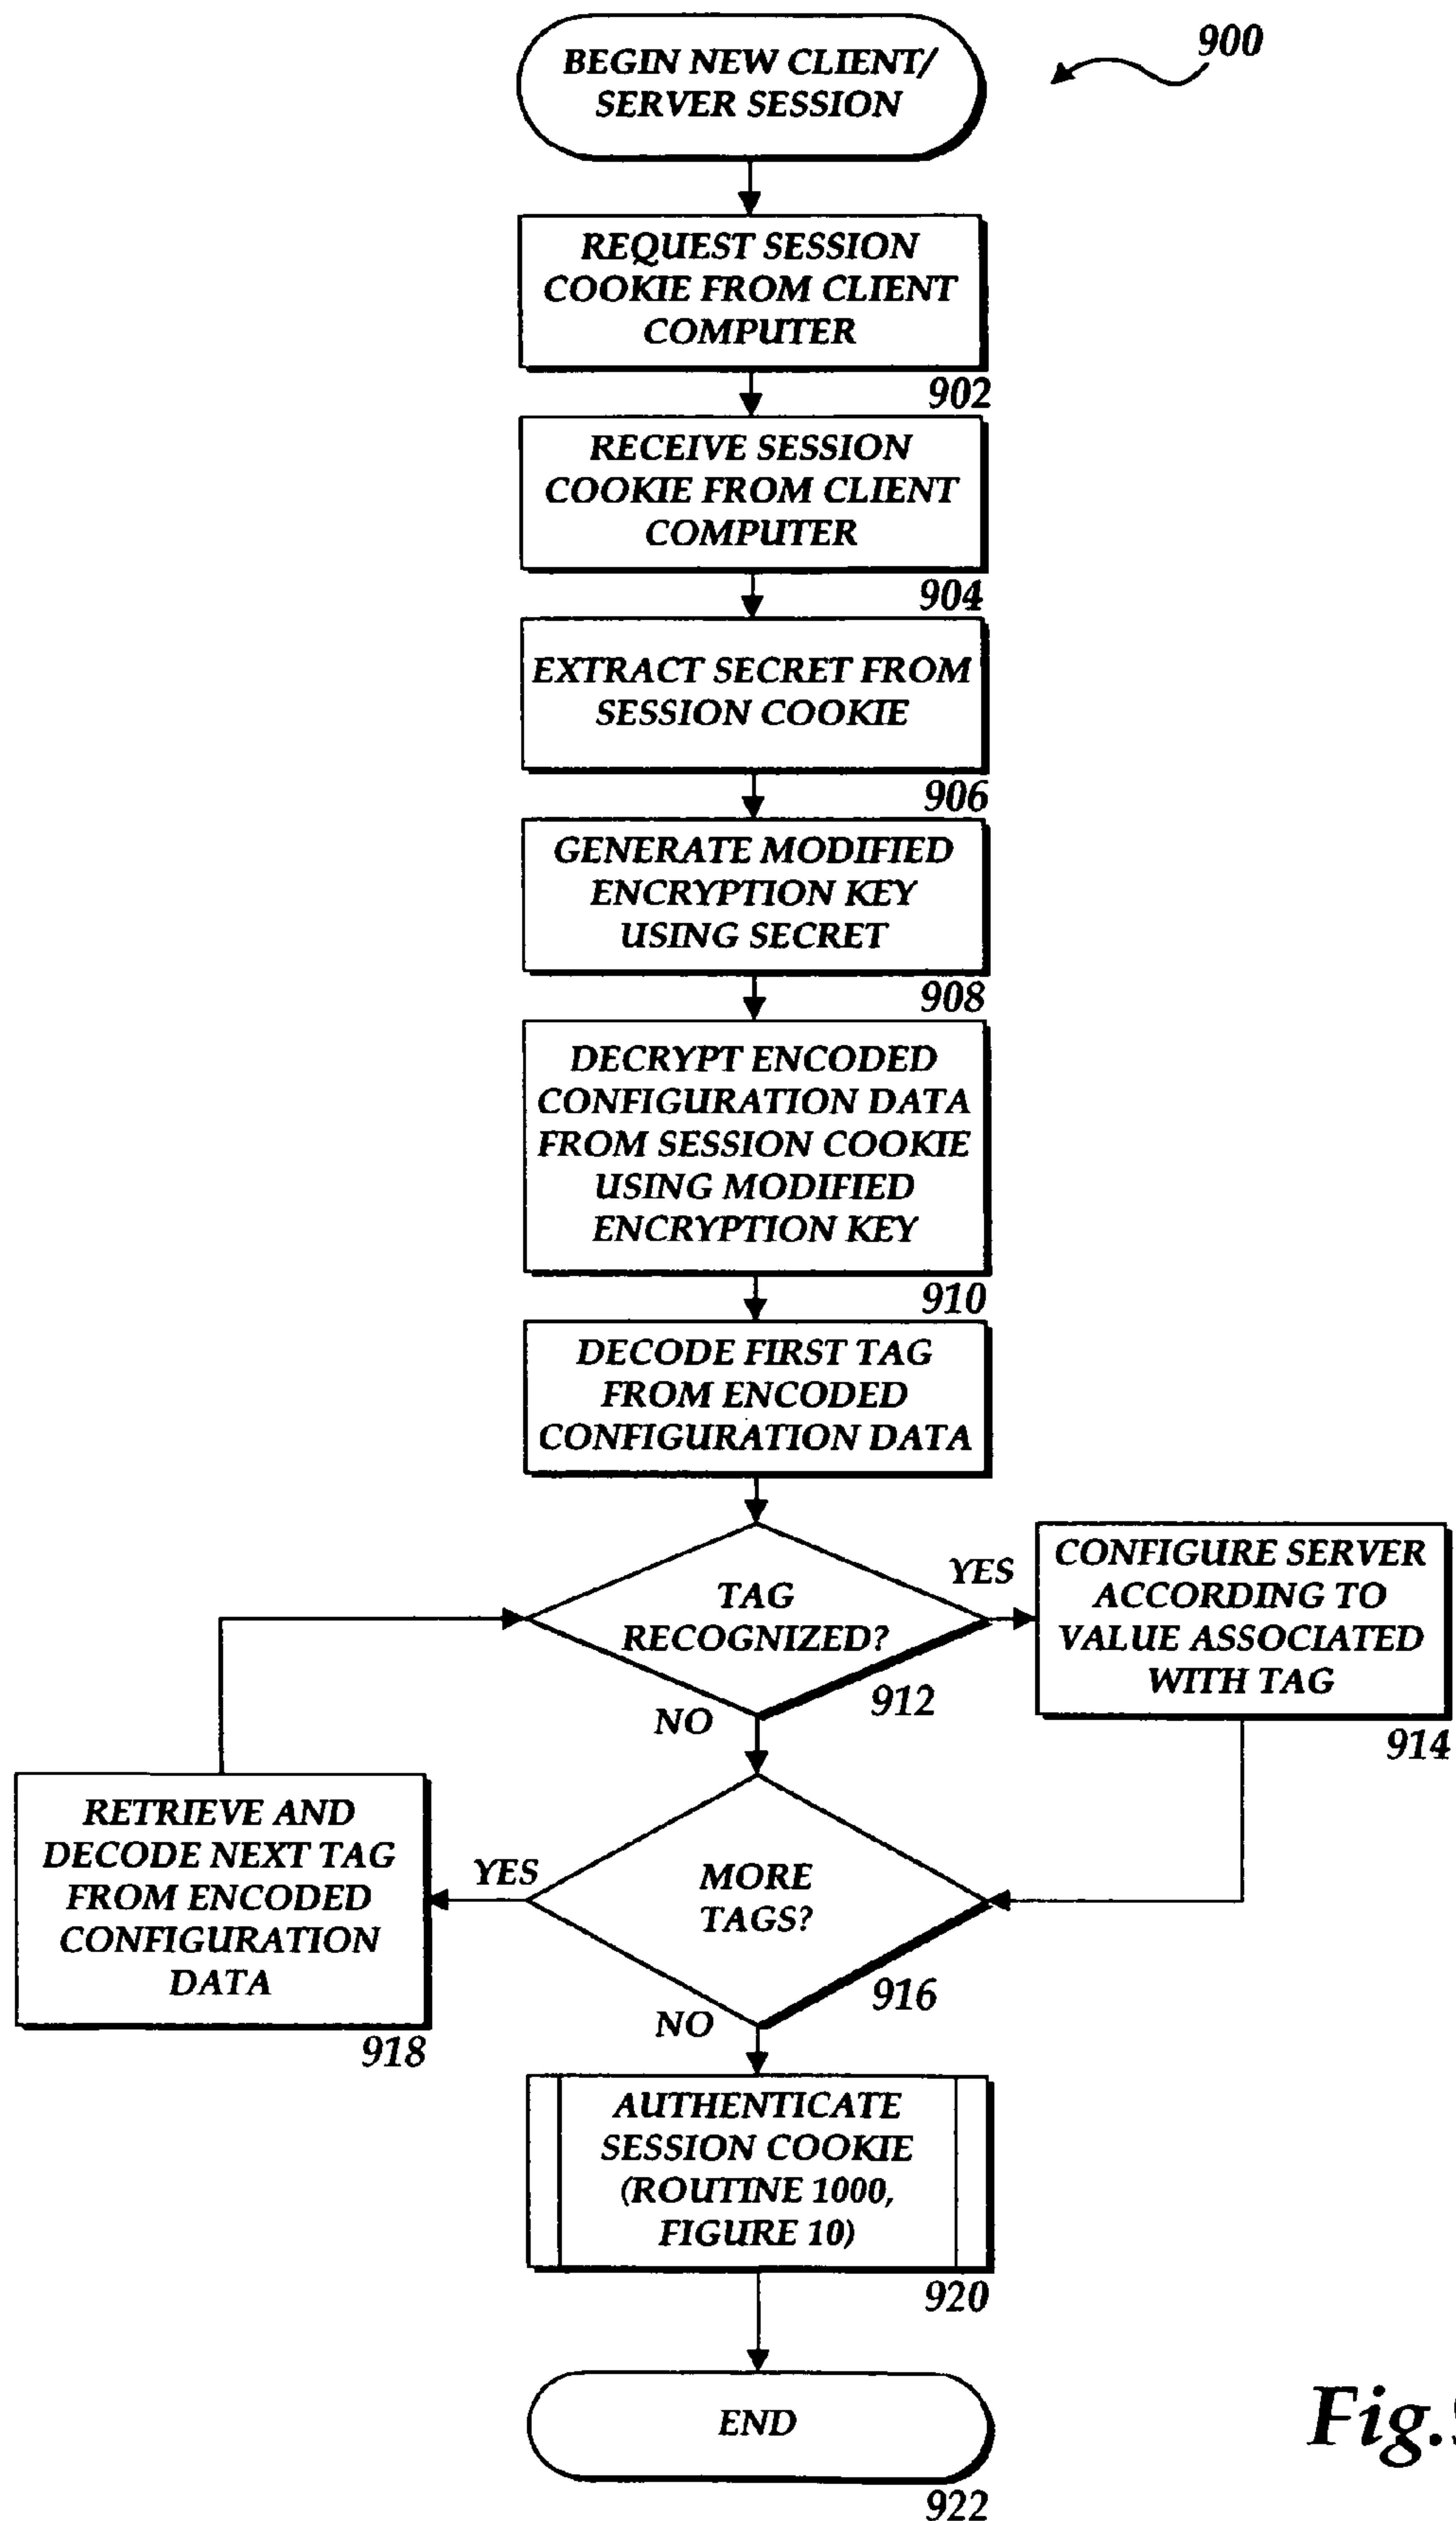 BEGIN NEW CLIENT/
SERVER SESSION
900
REQUEST SESSION
COOKIE FROM CLIENT
COMPUTER
902
RECEIVE SESSION
COOKIE FROM CLIENT
COMPUTER
904
EXTRACT SECRET FROM
SESSION COOKIE
906
GENERATE MODIFIED
ENCRYPTION KEY
USING SECRET
908
DECRYPT ENCODED
CONFIGURATION DATA
FROM SESSION COOKIE
USING MODIFIED
ENCRYPTION KEY
910
DECODE FIRST TAG
FROM ENCODED
CONFIGURATION DATA
TAG
RECOGNIZED?
912
YES
NO
CONFIGURE SERVER
ACCORDING TO
VALUE ASSOCIATED
WITH TAG
914
RETRIEVE AND
DECODE NEXT TAG
FROM ENCODED
CONFIGURATION
DATA
918
YES
MORE
TAGS?
916
NO
AUTHENTICATE
SESSION COOKIE
(ROUTINE 1000,
FIGURE 10)
920
END
922
Fig.